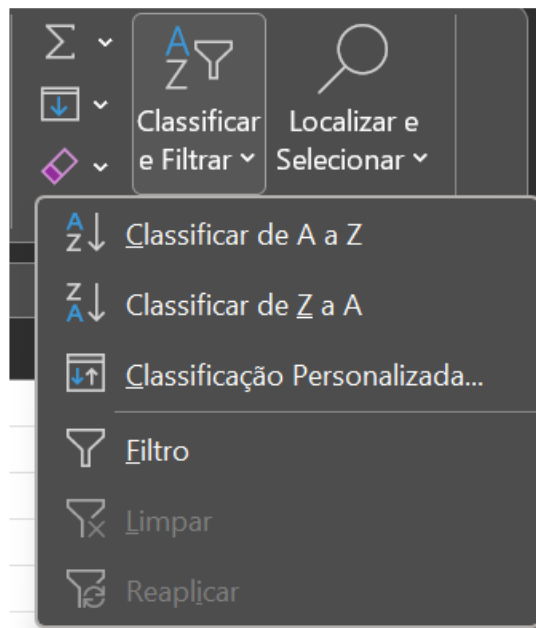 Classificar
e Filtrar
Localizar e
Selecionar
Classificar de A a Z
Classificar de Z a A
Classificação Personalizada...
Filtro
Limpar
Reaplicar